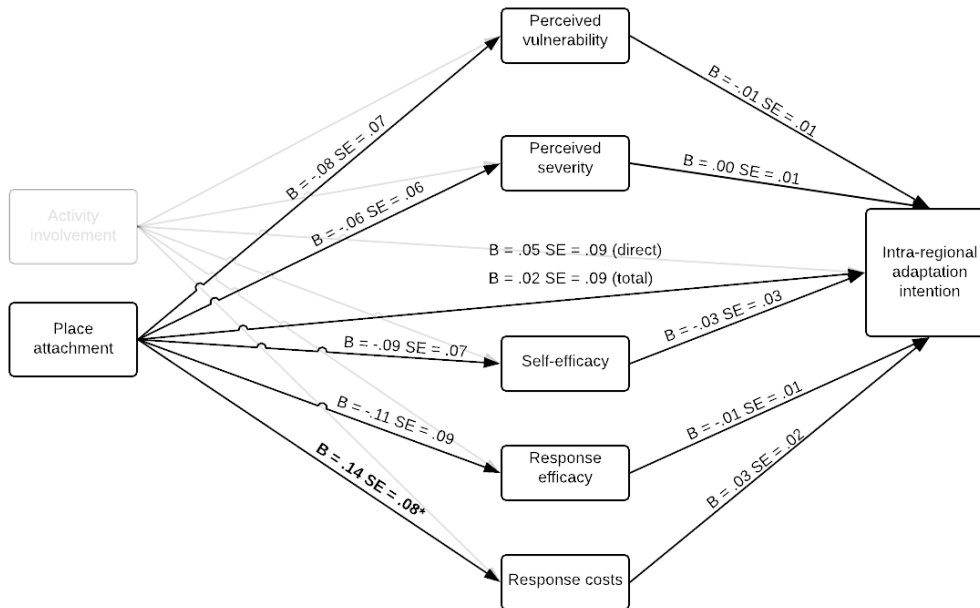 Perceived
vulnerability
B = -.01 SE = .01
B = -.08 SE = .07
Perceived
severity
B = .00 SE = .01
B = -.06 SE = .06
Activity
involvement
B = .05 SE = .09 (direct)
B = .02 SE = .09 (total)
Intra-regional
adaptation
intention
Place
attachment
B = -.09 SE = .07
Self-efficacy
B = -.03 SE = .03
B = -.11 SE = .09
Response
efficacy
B = -.01 SE = .01
B = .14 SE = .08*
Response costs
B = .03 SE = .02